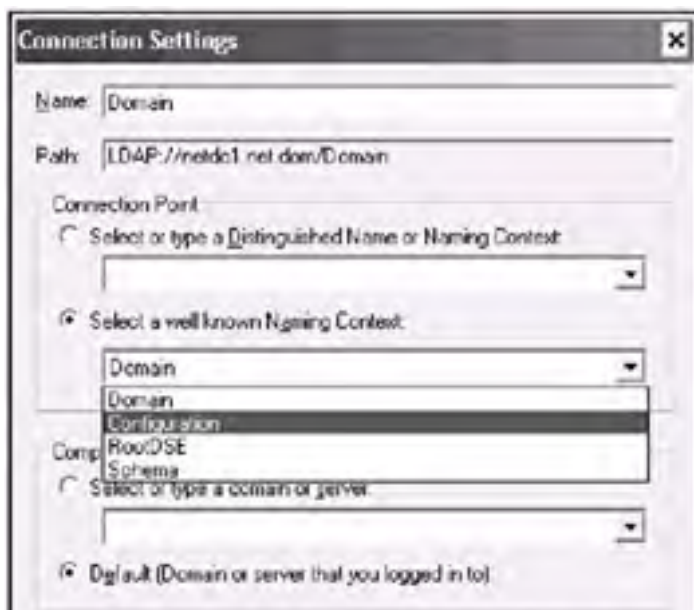 Connection Settings
Name: Domain
Path: LDAP://netdc1.net.dom/Domain
Connection Point
Select or type a Distinguished Name or Naming Context:
Select a well known Naming Context:
Domain
Domain
Configuration
RootDSE
Schema
Comp
Select or type a domain or server
Default (Domain or server that you logged in to)